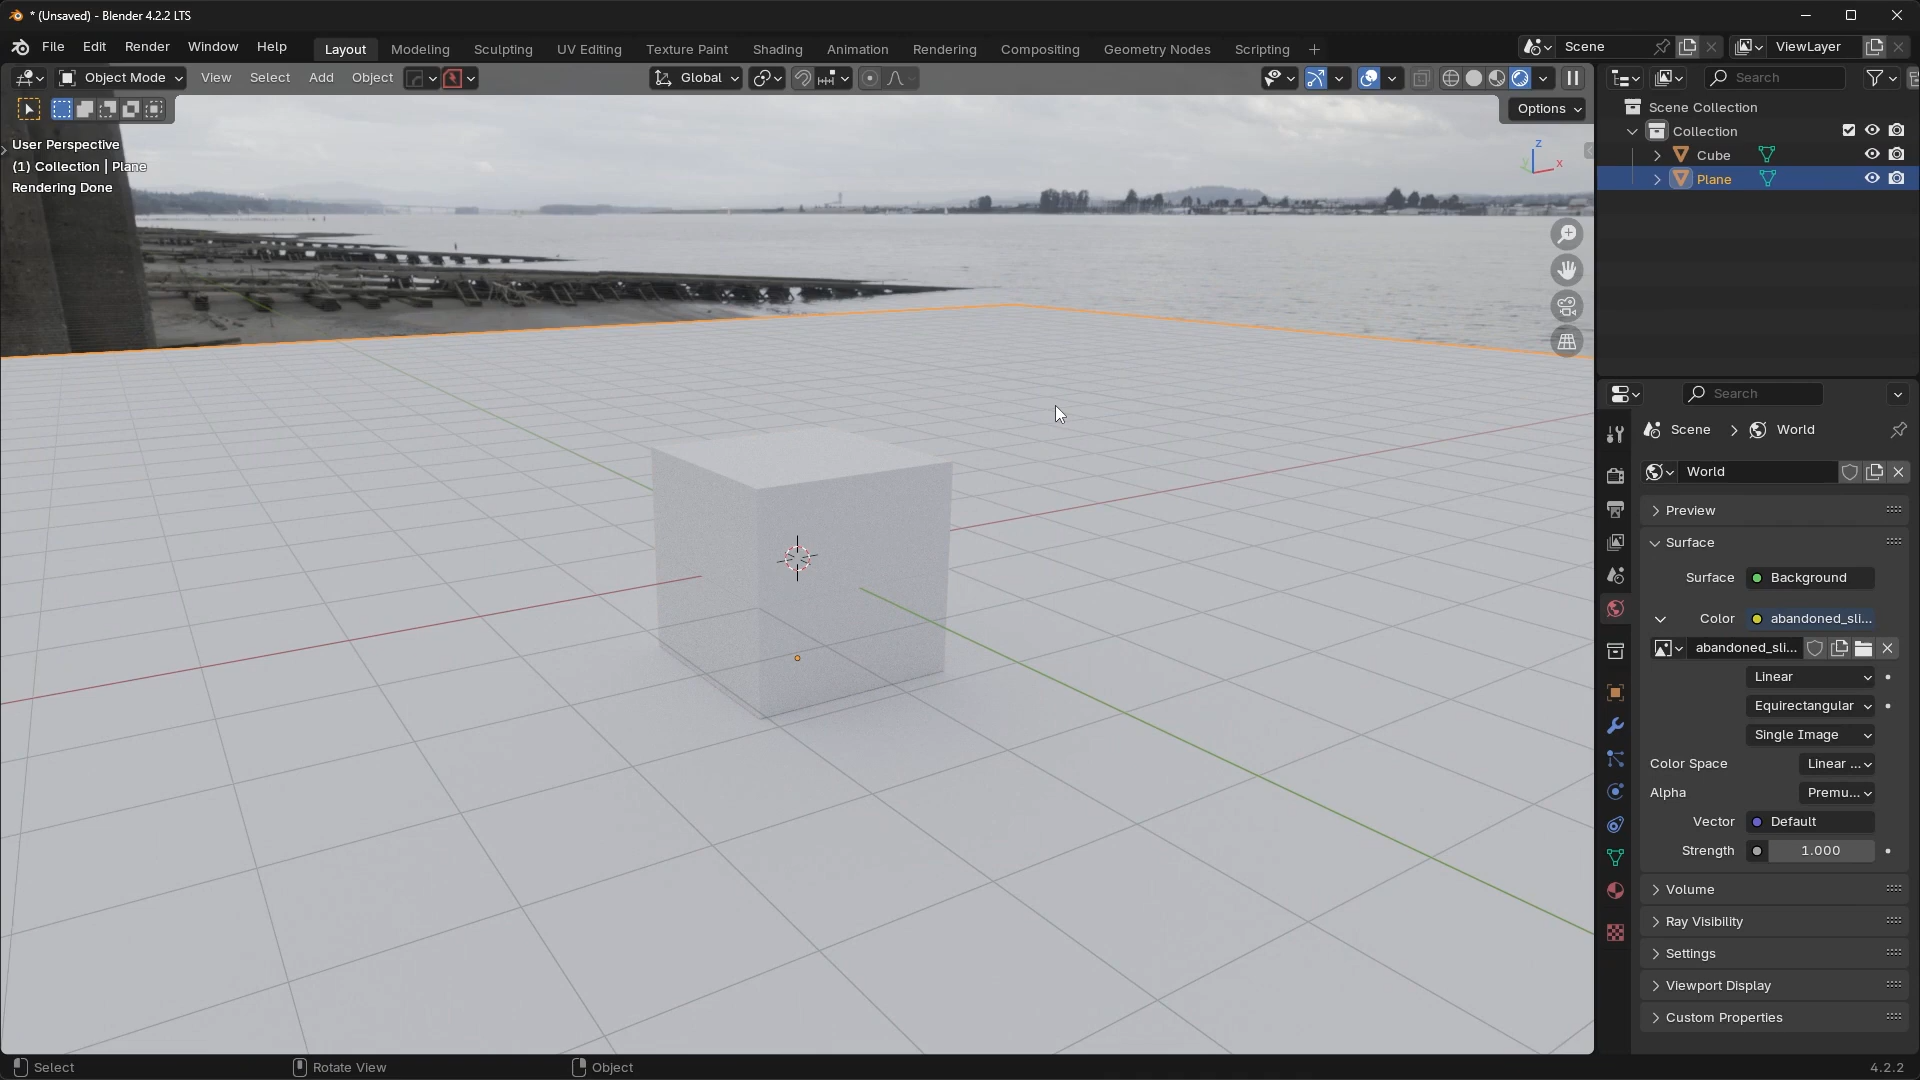 * (Unsaved) - Blender 4.2.2 LTS
File Edit Render Window Help Layout Modeling Sculpting UV Editing Texture Paint Shading Animation Rendering Compositing Geometry Nodes Scripting Scene ViewLayer
Object Mode View Select Add Object Global Search
Options
User Perspective
(1) Collection | Plane
Rendering Done
Z
X
Y
Scene Collection
Collection
Cube
Plane
Search
Scene World
World
Preview
Surface
Surface Background
Color abandoned_sli...
abandoned_sli...
Linear
Equirectangular
Single Image
Color Space Linear ...
Alpha Premu...
Vector Default
Strength 1.000
Volume
Ray Visibility
Settings
Viewport Display
Custom Properties
Select Rotate View Object 4.2.2